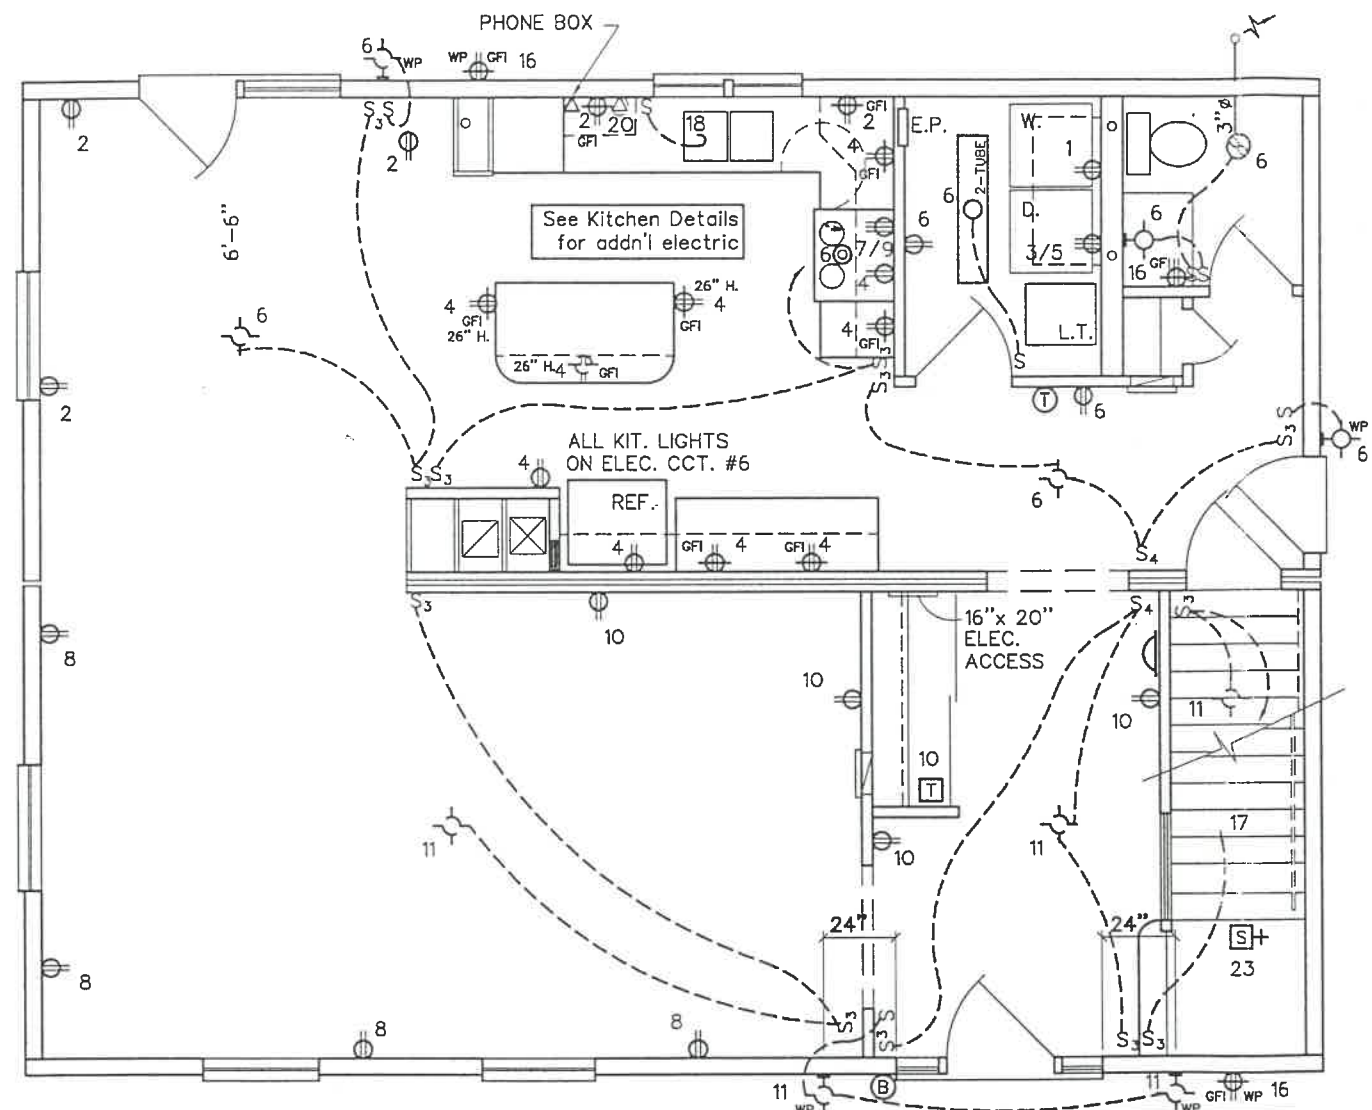 PHONE BOX
6 WP
WP GFI 16
2
S3 S
2
2 GFI
20
S
18
GFI 2
4 GFI
E.P.
6
2-TUBE
W.
1
D.
3/5
L.T.
S
3"ø
6
6
16 GFI
S S
6'-6"
See Kitchen Details
for addn'l electric
6
7/9
4
6
4
GFI
26" H.
26" H.
4
GFI
26" H.
4
GFI
4
GFI
6
S3
S3
T
6
2
S
S3
WP
6
ALL KIT. LIGHTS
ON ELEC. CCT. #6
S3 S3
4
REF.
6
4
GFI 4
GFI 4
S4
S3
10
8
16"x 20"
ELEC.
ACCESS
S4
S3
10
10
11
10
T
11
11
10
17
24"
24"
S +
23
8
8
8
S3
S
S3
S3 S3
11
WP
B
11
WP
GFI WP 16